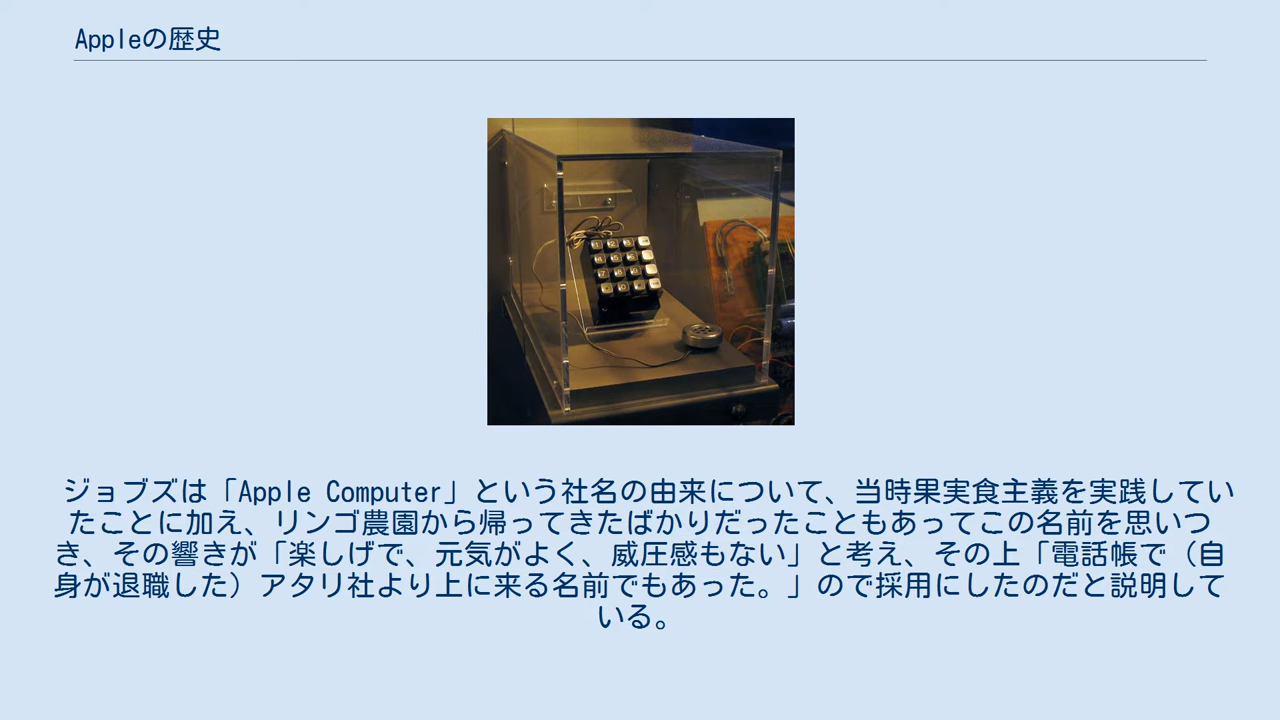 Appleの歴史
ジョブズは「Apple Computer」という社名の由来について、当時果実食主義を実践してい
たことに加え、リンゴ農園から帰ってきたばかりだったこともあってこの名前を思いつ
き、その響きが「楽しげで、元気がよく、威圧感もない」と考え、その上「電話帳で（自
身が退職した）アタリ社より上に来る名前でもあった。」ので採用にしたのだと説明して
いる。